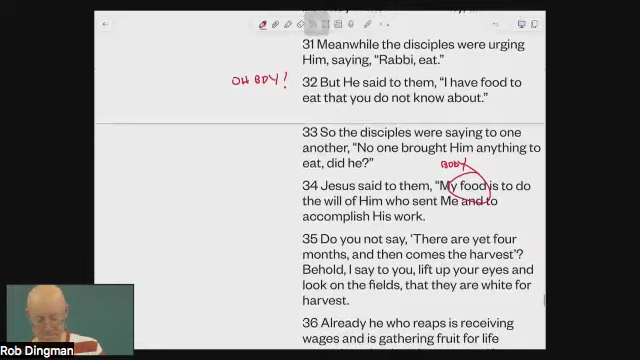 31 Meanwhile the disciples were urging
Him, saying, “Rabbi, eat.”
OH BOY!
32 But He said to them, “I have food to
eat that you do not know about.”
33 So the disciples were saying to one
another, “No one brought Him anything to
eat, did he?”
BODY
34 Jesus said to them, “My food is to do
the will of Him who sent Me and to
accomplish His work.
35 Do you not say, ‘There are yet four
months, and then comes the harvest’?
Behold, I say to you, lift up your eyes and
look on the fields, that they are white for
harvest.
36 Already he who reaps is receiving
wages and is gathering fruit for life
Rob Dingman